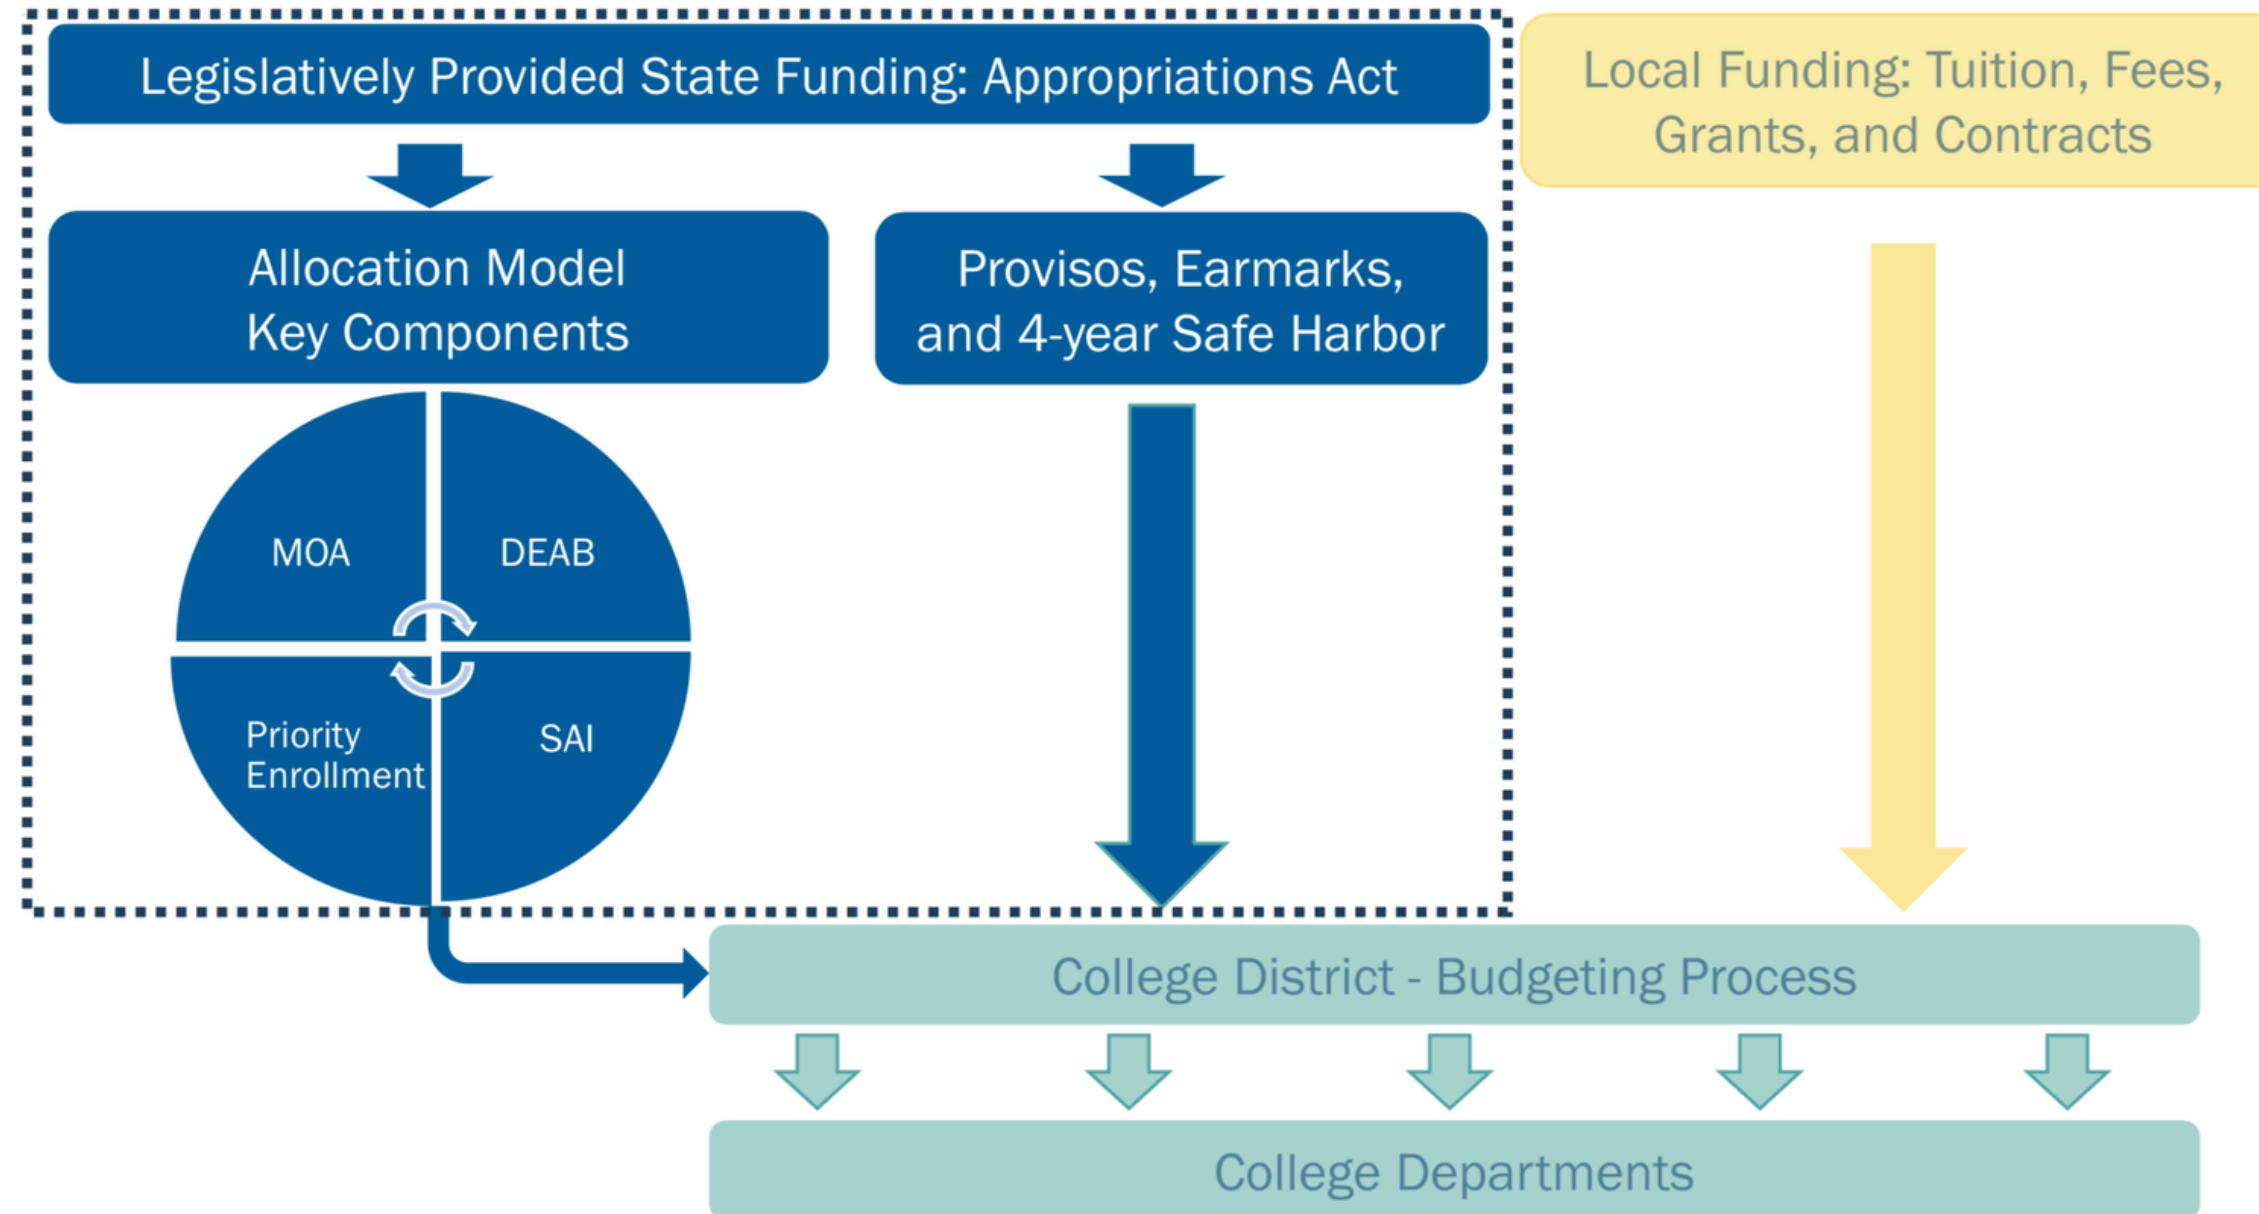 Legislatively Provided State Funding: Appropriations Act
Local Funding: Tuition, Fees,
Grants, and Contracts
Allocation Model
Key Components
Provisos, Earmarks,
and 4-year Safe Harbor
MOA
DEAB
Priority
Enrollment
SAI
College District - Budgeting Process
College Departments